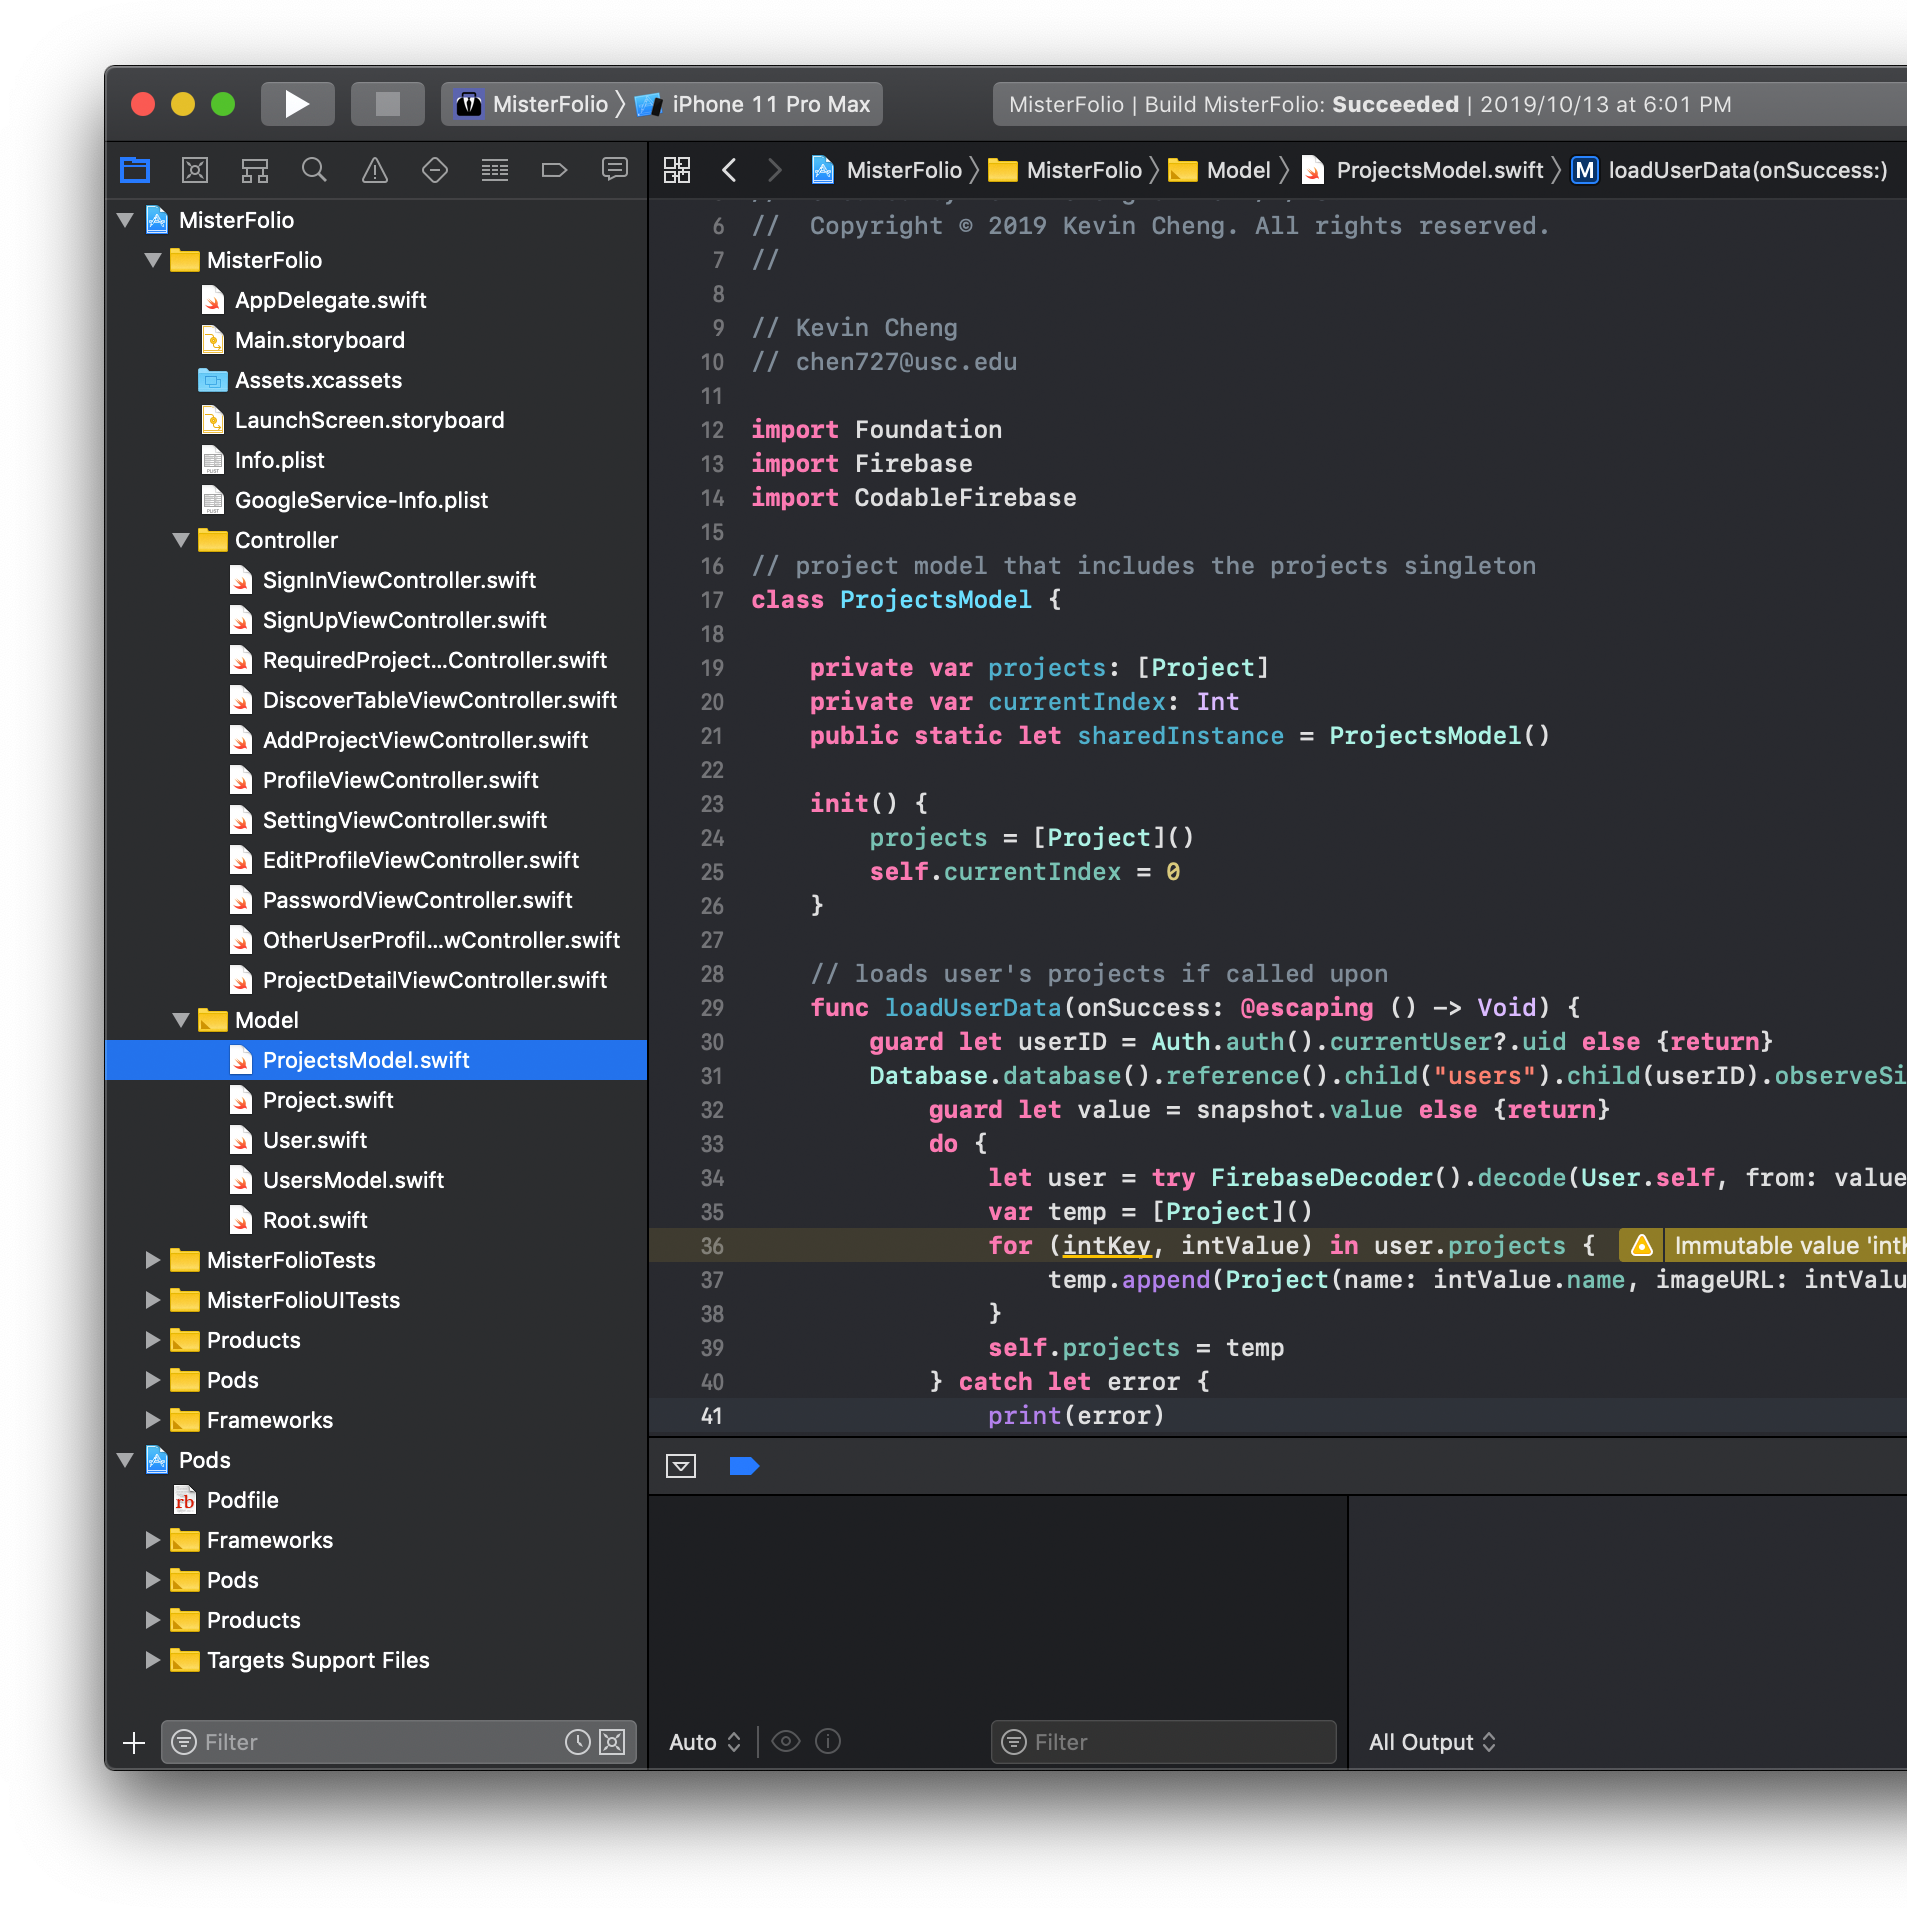 MisterFolio 〉 iPhone 11 Pro Max
MisterFolio | Build MisterFolio: Succeeded | 2019/10/13 at 6:01 PM
MisterFolio 〉 MisterFolio 〉 Model 〉 ProjectsModel.swift 〉 M loadUserData(onSuccess:)
MisterFolio
MisterFolio
AppDelegate.swift
Main.storyboard
Assets.xcassets
LaunchScreen.storyboard
Info.plist
GoogleService-Info.plist
Controller
SignInViewController.swift
SignUpViewController.swift
RequiredProject...Controller.swift
DiscoverTableViewController.swift
AddProjectViewController.swift
ProfileViewController.swift
SettingViewController.swift
EditProfileViewController.swift
PasswordViewController.swift
OtherUserProfil...wController.swift
ProjectDetailViewController.swift
Model
ProjectsModel.swift
Project.swift
User.swift
UsersModel.swift
Root.swift
MisterFolioTests
MisterFolioUITests
Products
Pods
Frameworks
Pods
rb Podfile
Frameworks
Pods
Products
Targets Support Files
Filter
6 //  Copyright © 2019 Kevin Cheng. All rights reserved.
7 //
8
9 // Kevin Cheng
10 // chen727@usc.edu
11
12 import Foundation
13 import Firebase
14 import CodableFirebase
15
16 // project model that includes the projects singleton
17 class ProjectsModel {
18
19     private var projects: [Project]
20     private var currentIndex: Int
21     public static let sharedInstance = ProjectsModel()
22
23     init() {
24         projects = [Project]()
25         self.currentIndex = 0
26     }
27
28     // loads user's projects if called upon
29     func loadUserData(onSuccess: @escaping () -> Void) {
30         guard let userID = Auth.auth().currentUser?.uid else {return}
31         Database.database().reference().child("users").child(userID).observeSi
32             guard let value = snapshot.value else {return}
33             do {
34                 let user = try FirebaseDecoder().decode(User.self, from: value
35                 var temp = [Project]()
36                 for (intKey, intValue) in user.projects { Immutable value 'intK
37                     temp.append(Project(name: intValue.name, imageURL: intValu
38                 }
39                 self.projects = temp
40             } catch let error {
41                 print(error)
Auto
Filter
All Output